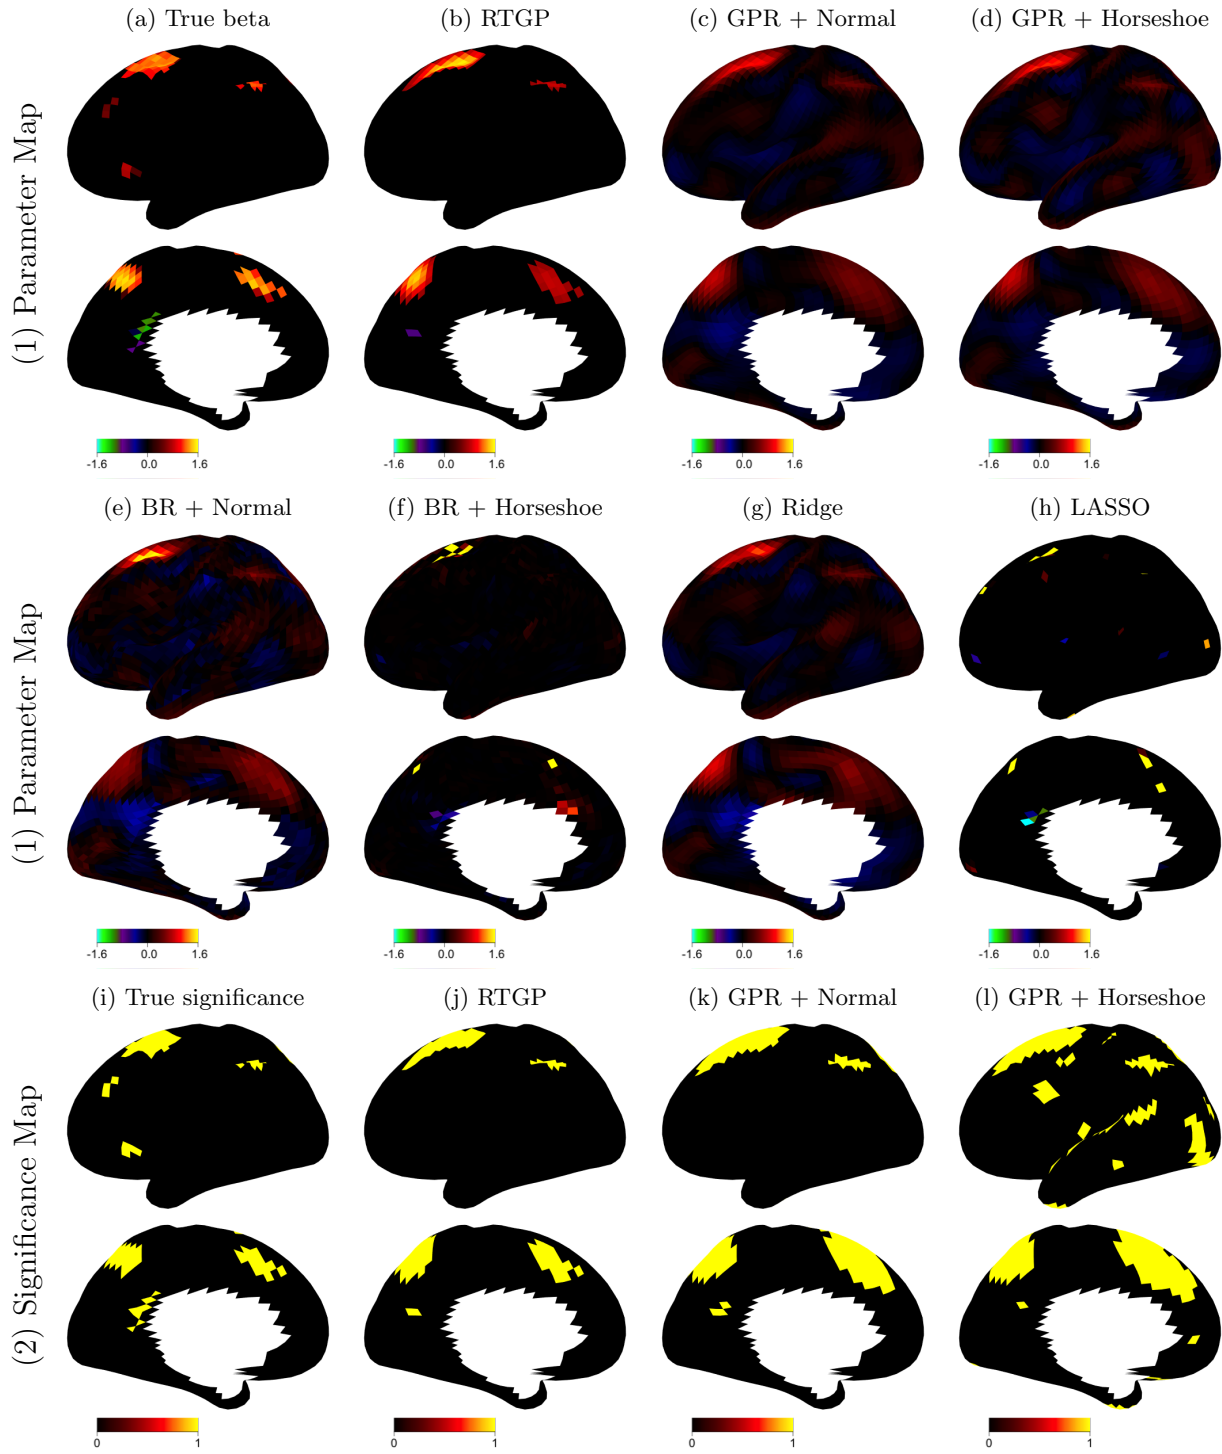 (a) True beta
(b) RTGP
(c) GPR + Normal
(d) GPR + Horseshoe
(1) Parameter Map
-1.6 0.0 1.6
-1.6 0.0 1.6
-1.6 0.0 1.6
-1.6 0.0 1.6
(e) BR + Normal
(f) BR + Horseshoe
(g) Ridge
(h) LASSO
(1) Parameter Map
-1.6 0.0 1.6
-1.6 0.0 1.6
-1.6 0.0 1.6
-1.6 0.0 1.6
(i) True significance
(j) RTGP
(k) GPR + Normal
(l) GPR + Horseshoe
(2) Significance Map
0 1
0 1
0 1
0 1